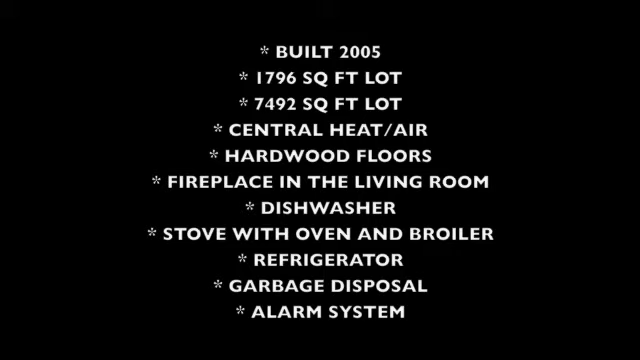 * BUILT 2005
* 1796 SQ FT LOT
* 7492 SQ FT LOT
* CENTRAL HEAT/AIR
* HARDWOOD FLOORS
* FIREPLACE IN THE LIVING ROOM
* DISHWASHER
* STOVE WITH OVEN AND BROILER
* REFRIGERATOR
* GARBAGE DISPOSAL
* ALARM SYSTEM